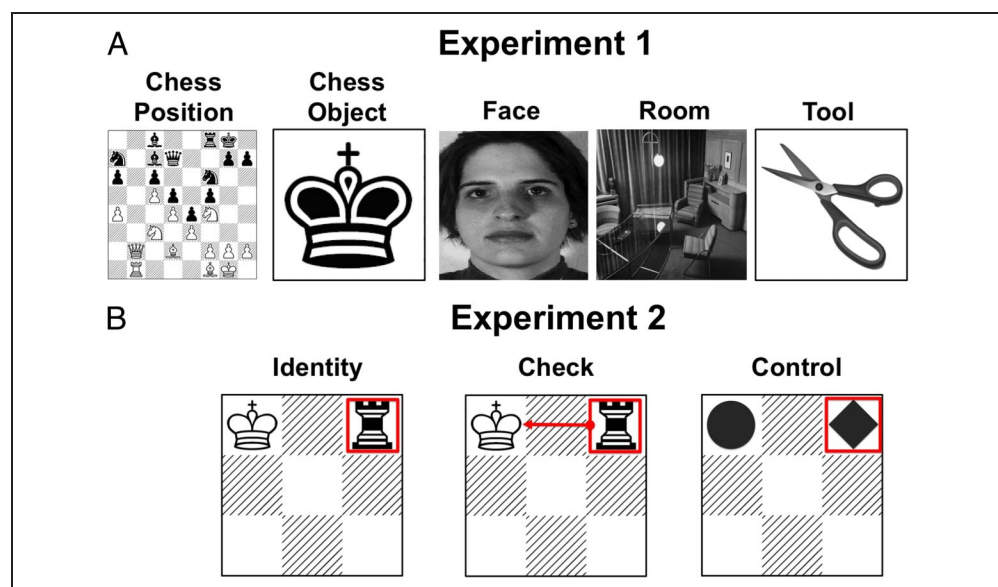 A
Experiment 1
Chess
Position
Chess
Object
Face
Room
Tool
B
Experiment 2
Identity
Check
Control